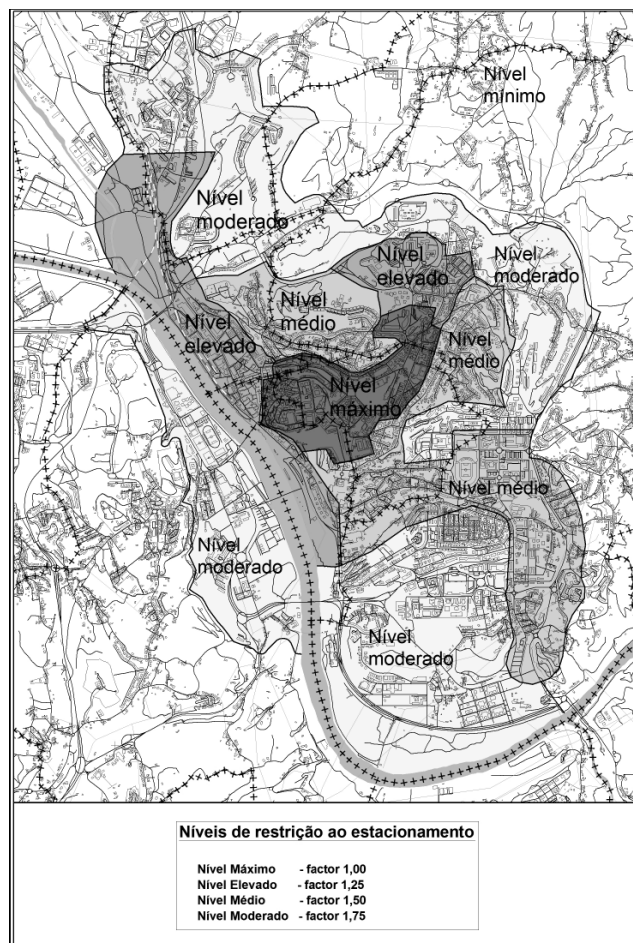 Nível
mínimo
Nível
moderado
Nível
elevado
Nível
moderado
Nível
médio
Nível
elevado
Nível
médio
Nível
máximo
Nível médio
Nível
moderado
Nível
moderado
Níveis de restrição ao estacionamento
Nível Máximo - factor 1,00
Nível Elevado - factor 1,25
Nível Médio - factor 1,50
Nível Moderado - factor 1,75